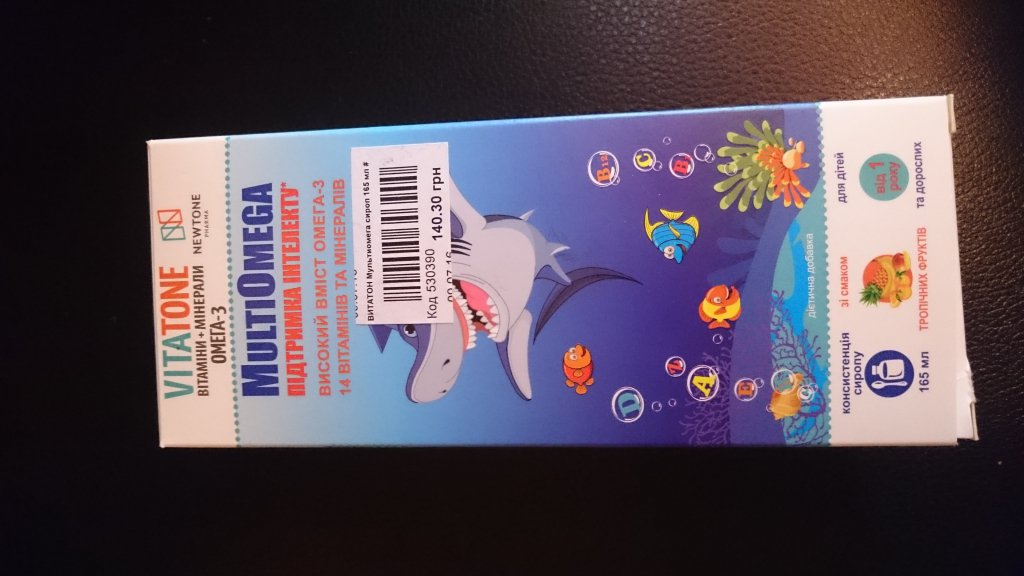 VITATONE
ВІТАМІНИ + МІНЕРАЛИ
ОМЕГА-3
NEWTONE
PHARMA
MULTIOMEGA
ПІДТРИМКА ІНТЕЛЕКТУ*
ВИСОКИЙ ВМІСТ ОМЕГА-3
14 ВІТАМІНІВ ТА МІНЕРАЛІВ
ВИТАТОН Мультиомега сироп 165 мл #
Код 530390 140.30 грн
B12
C
B
D
A
E
дієтична добавка
консистенція
сиропу
165 мл
зі смаком
ТРОПІЧНИХ ФРУКТІВ
для дітей
від 1
року
та дорослих